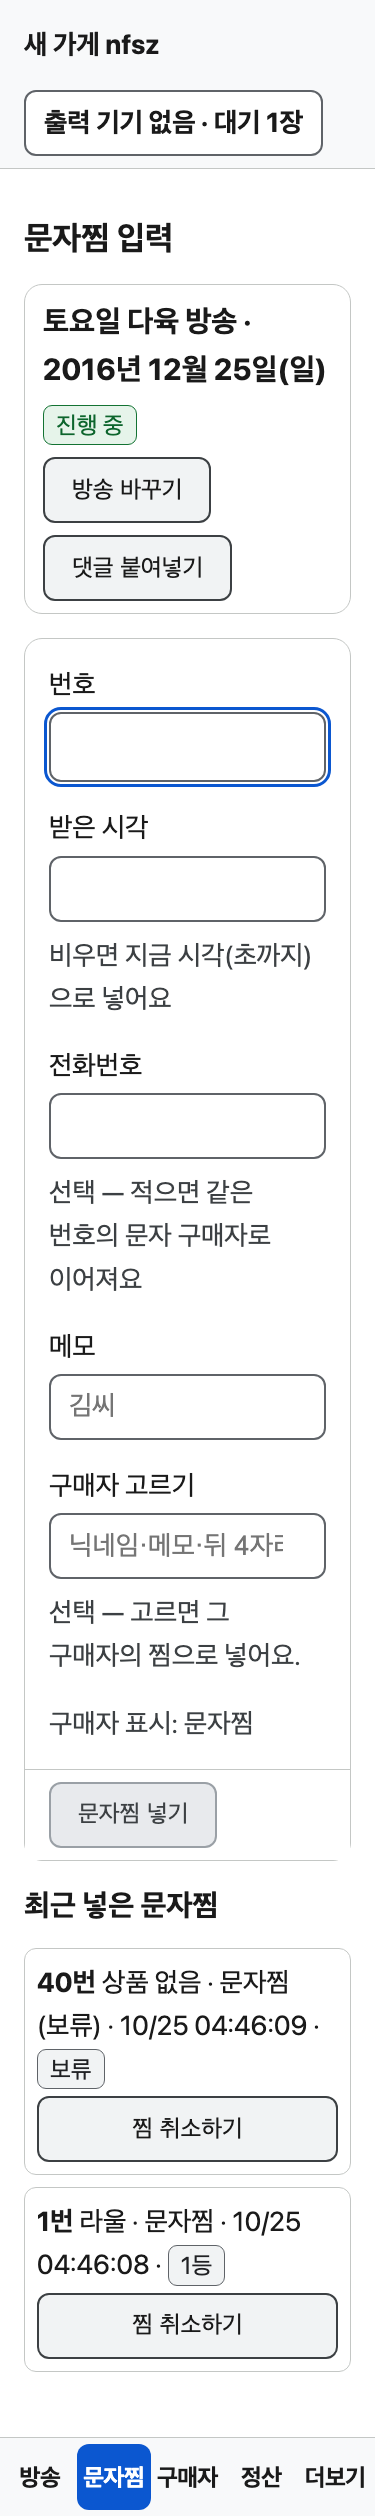 새 가게 nfsz
출력 기기 없음 · 대기 1장
문자찜 입력
토요일 다육 방송 ·
2016년 12월 25일(일)
진행 중
방송 바꾸기
댓글 붙여넣기
번호
받은 시각
비우면 지금 시각(초까지)
으로 넣어요
전화번호
선택 — 적으면 같은
번호의 문자 구매자로
이어져요
메모
김씨
구매자 고르기
닉네임·메모·뒤 4자
선택 — 고르면 그
구매자의 찜으로 넣어요.
구매자 표시: 문자찜
문자찜 넣기
최근 넣은 문자찜
40번 상품 없음 · 문자찜
(보류) · 10/25 04:46:09 ·
보류
찜 취소하기
1번 라울 · 문자찜 · 10/25
04:46:08 · 1등
찜 취소하기
방송 문자찜 구매자 정산 더보기